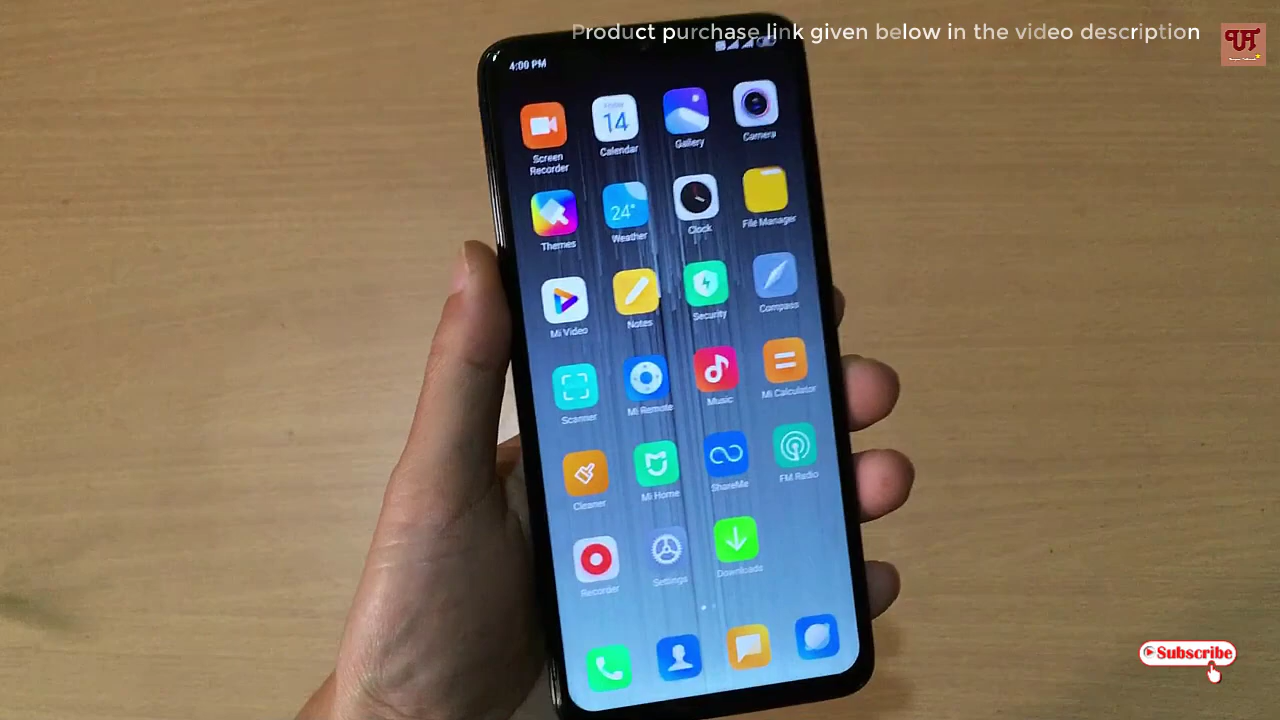 Product purchase link given below in the video description
4:00 PM
14
Screen
Recorder
Calendar
Gallery
Camera
24°
Themes
Weather
Clock
File Manager
Mi Video
Notes
Security
Compass
Scanner
Mi Remote
Music
Mi Calculator
Cleaner
Mi Home
ShareMe
FM Radio
Recorder
Settings
Downloads
Subscribe